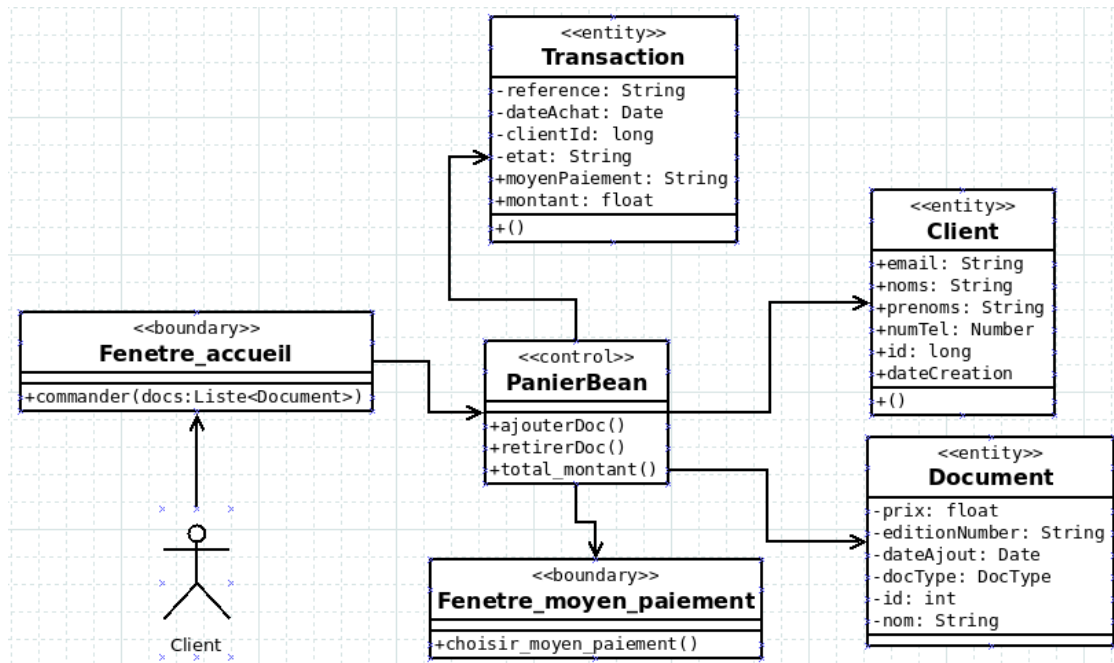 <<entity>>
Transaction
-reference: String
-dateAchat: Date
-clientId: long
-etat: String
+moyenPaiement: String
+montant: float
+()
<<entity>>
Client
+email: String
+noms: String
+prenoms: String
+numTel: Number
+id: long
+dateCreation
+()
<<boundary>>
Fenetre_accueil
+commander(docs:Liste<Document>)
<<control>>
PanierBean
+ajouterDoc()
+retirerDoc()
+total_montant()
<<entity>>
Document
-prix: float
-editionNumber: String
-dateAjout: Date
-docType: DocType
-id: int
-nom: String
<<boundary>>
Fenetre_moyen_paiement
+choisir_moyen_paiement()
Client